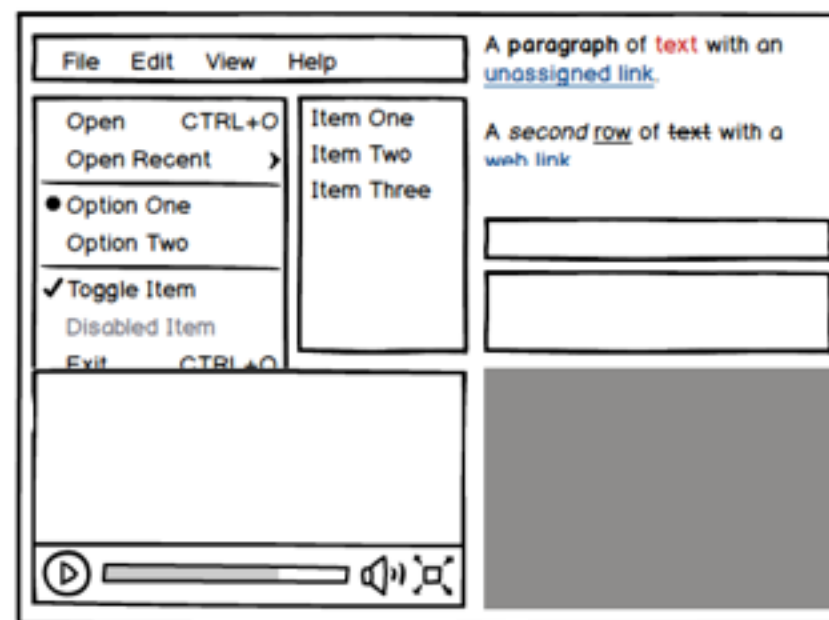 File Edit View Help
Open CTRL+O
Open Recent
Option One
Option Two
Toggle Item
Disabled Item
Exit CTRL+O
Item One
Item Two
Item Three
A paragraph of text with an
unassigned link.
A second row of text with a
web link